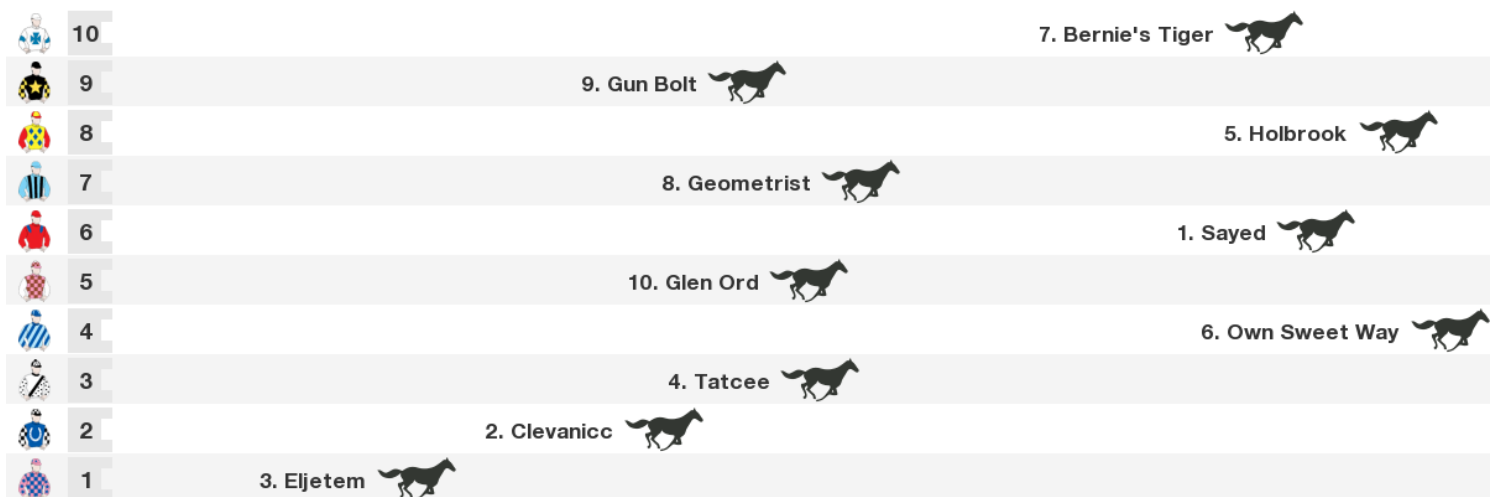 10 7. Bernie's Tiger
9 9. Gun Bolt
8 5. Holbrook
7 8. Geometrist
6 1. Sayed
5 10. Glen Ord
4 6. Own Sweet Way
3 4. Tatcee
2 2. Clevanicc
1 3. Eljetem